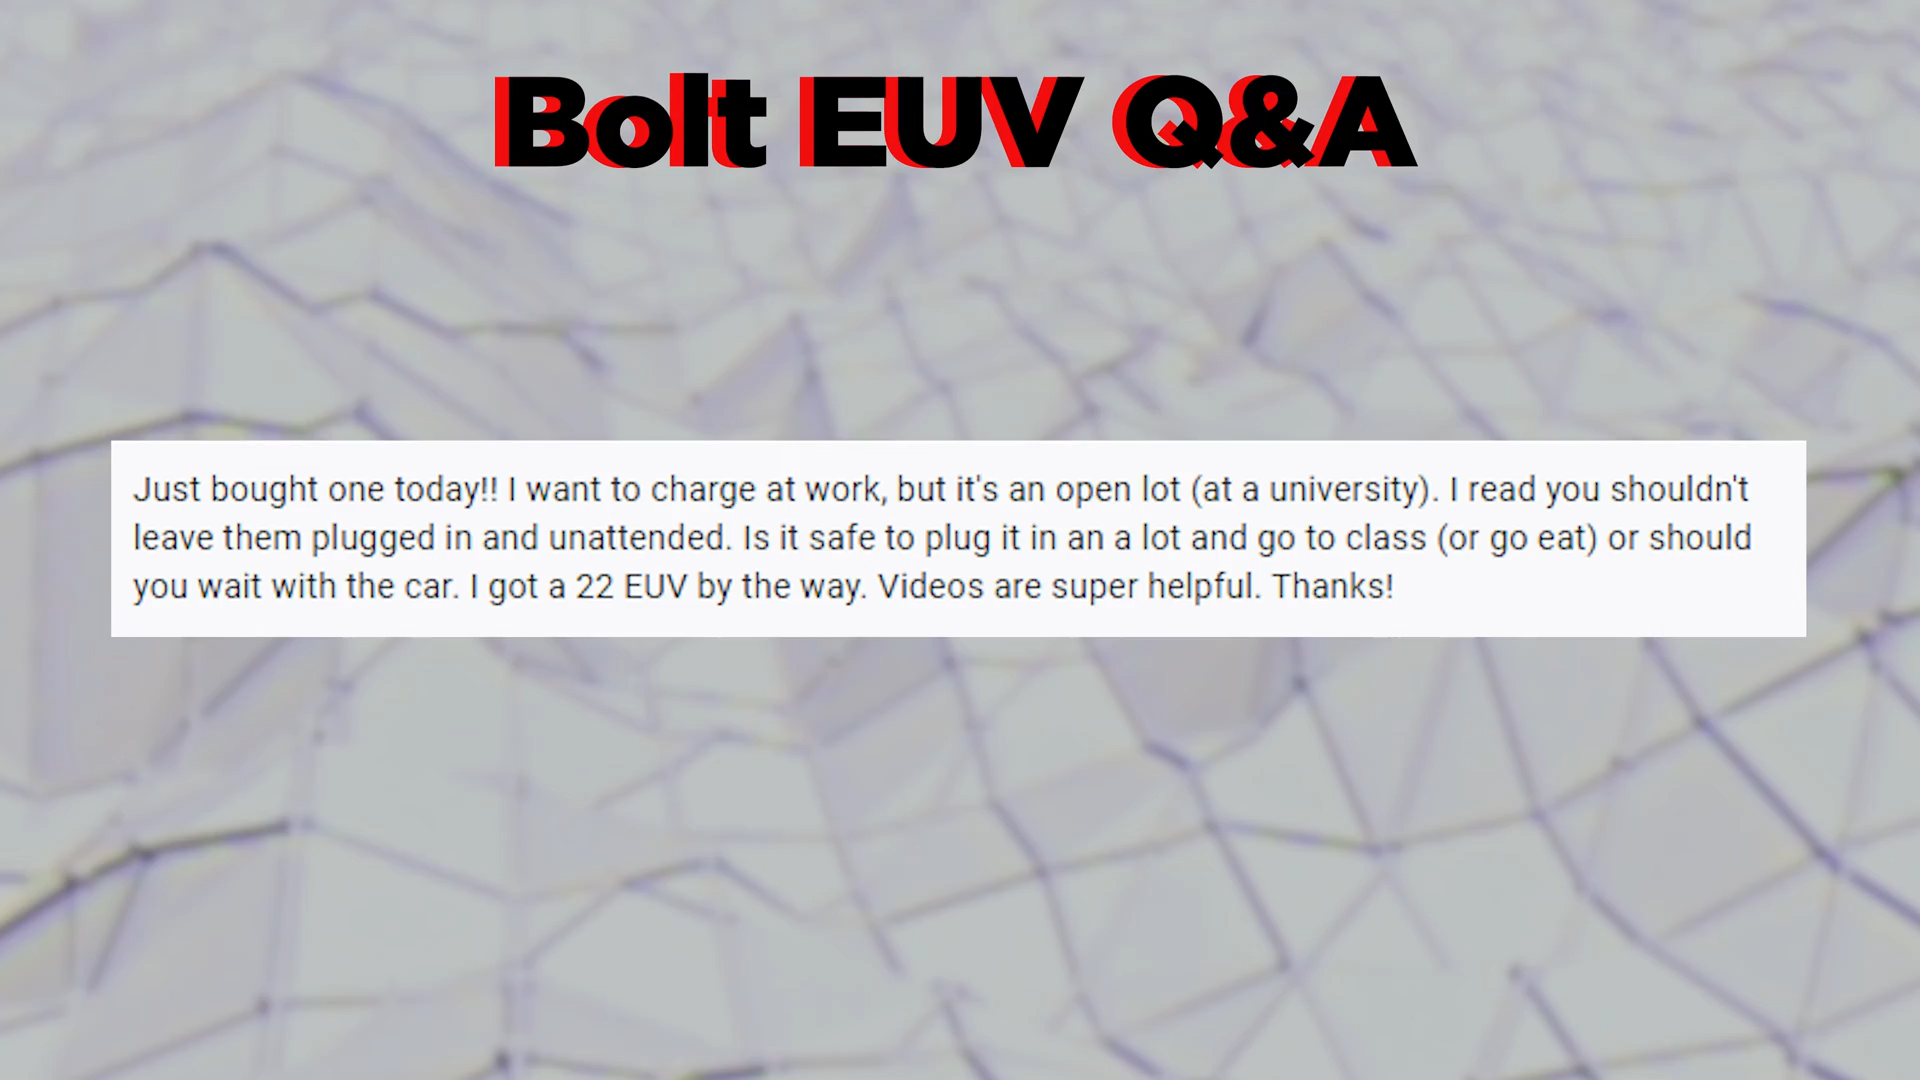 Bolt EUV Q&A
Just bought one today!! I want to charge at work, but it's an open lot (at a university). I read you shouldn't
leave them plugged in and unattended. Is it safe to plug it in an a lot and go to class (or go eat) or should
you wait with the car. I got a 22 EUV by the way. Videos are super helpful. Thanks!